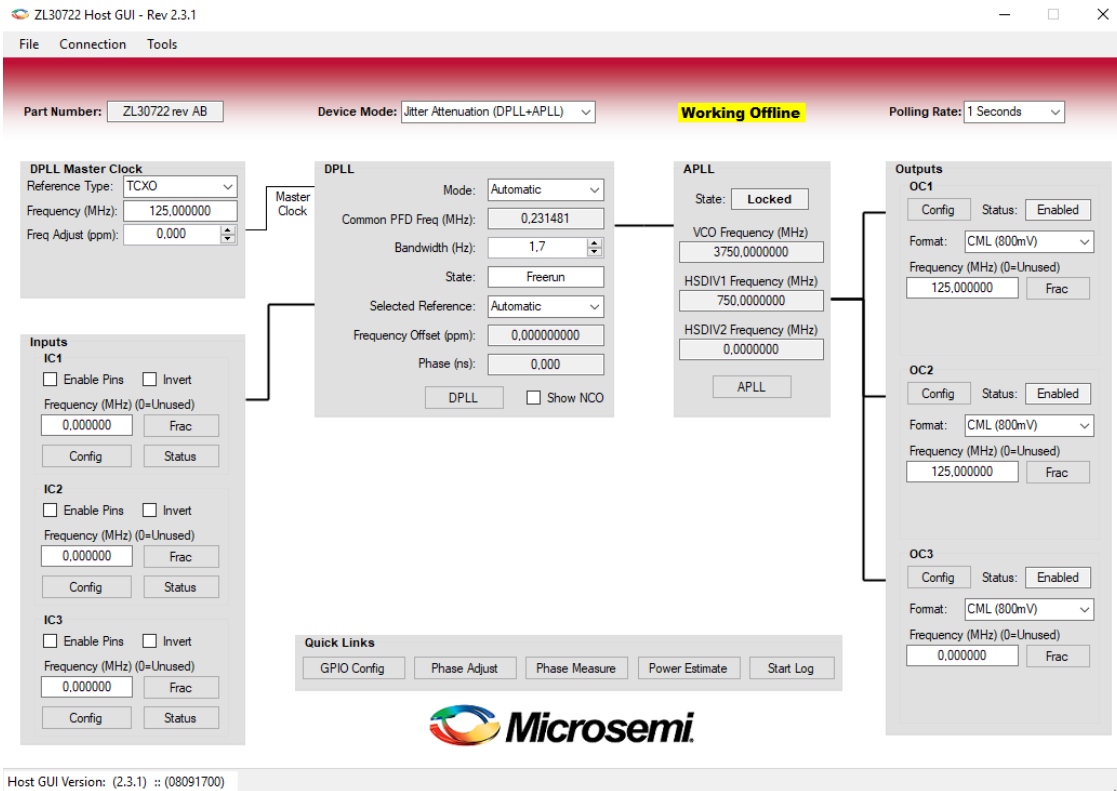 ZL30722 Host GUI - Rev 2.3.1
File Connection Tools
Part Number: ZL30722 rev AB Device Mode: Jitter Attenuation (DPLL+APLL) Working Offline Polling Rate: 1 Seconds
DPLL Master Clock
Reference Type: TCXO
Frequency (MHz): 125,000000
Freq Adjust (ppm): 0,000
Master
Clock
Inputs
IC1
Enable Pins Invert
Frequency (MHz) (0=Unused)
0,000000 Frac
Config Status
IC2
Enable Pins Invert
Frequency (MHz) (0=Unused)
0,000000 Frac
Config Status
IC3
Enable Pins Invert
Frequency (MHz) (0=Unused)
0,000000 Frac
Config Status
DPLL
Mode: Automatic
Common PFD Freq (MHz): 0,231481
Bandwidth (Hz): 1,7
State: Freerun
Selected Reference: Automatic
Frequency Offset (ppm): 0,000000000
Phase (ns): 0,000
DPLL Show NCO
APLL
State: Locked
VCO Frequency (MHz)
3750,0000000
HSDIV1 Frequency (MHz)
750,0000000
HSDIV2 Frequency (MHz)
0,0000000
APLL
Outputs
OC1
Config Status: Enabled
Format: CML (800mV)
Frequency (MHz) (0=Unused)
125,000000 Frac
OC2
Config Status: Enabled
Format: CML (800mV)
Frequency (MHz) (0=Unused)
125,000000 Frac
OC3
Config Status: Enabled
Format: CML (800mV)
Frequency (MHz) (0=Unused)
0,000000 Frac
Quick Links
GPIO Config Phase Adjust Phase Measure Power Estimate Start Log
Microsemi.
Host GUI Version: (2.3.1) :: (08091700)